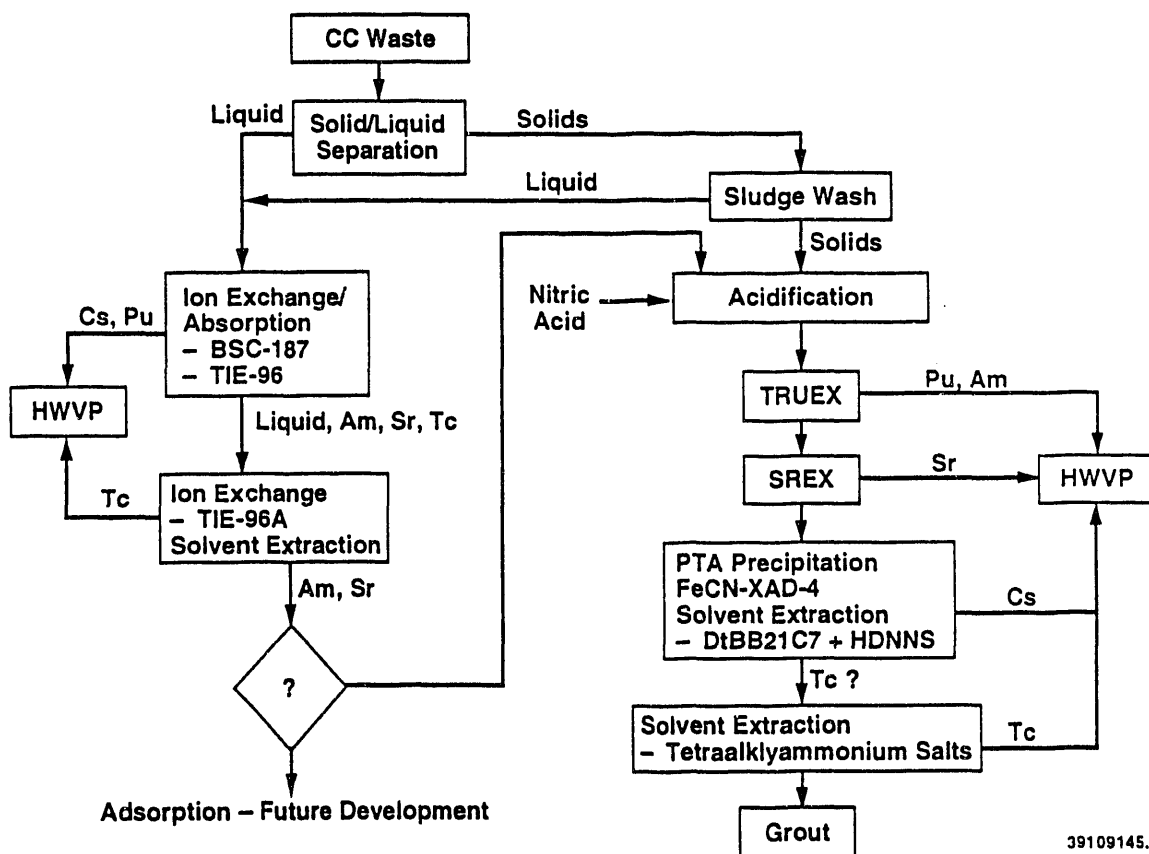 CC Waste
Liquid
Solid/Liquid
Separation
Solids
Liquid
Sludge Wash
Solids
Ion Exchange/
Absorption
– BSC-187
– TIE-96
Cs, Pu
HWVP
Nitric
Acid
Acidification
Liquid, Am, Sr, Tc
TRUEX
Pu, Am
SREX
Sr
HWVP
Tc
Ion Exchange
– TIE-96A
Solvent Extraction
Am, Sr
PTA Precipitation
FeCN-XAD-4
Solvent Extraction
– DtBB21C7 + HDNNS
Cs
?
Tc ?
Solvent Extraction
– Tetraalklyammonium Salts
Tc
Adsorption – Future Development
Grout
39109145.